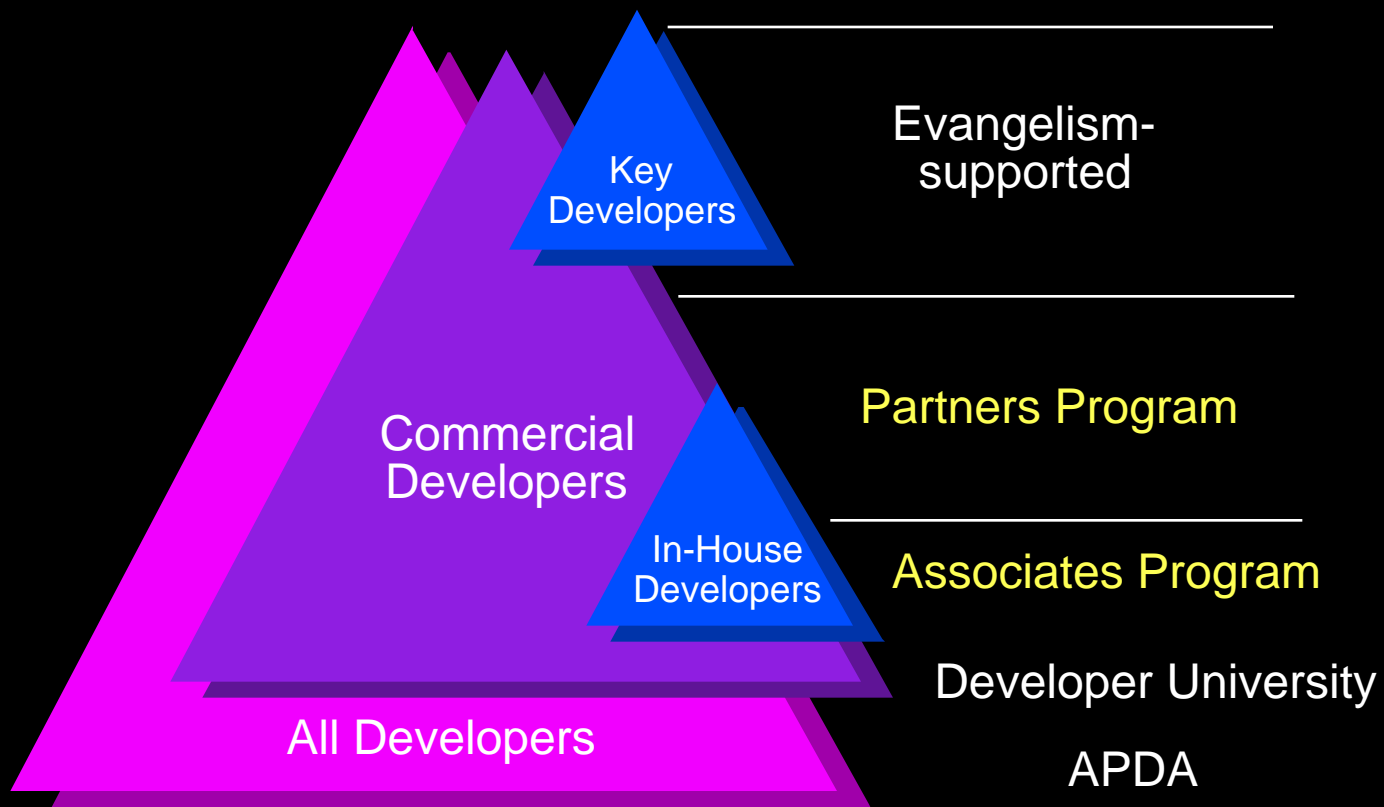 Evangelism-
supported
Key
Developers
Partners Program
Commercial
Developers
In-House
Developers
Associates Program
Developer University
All Developers
APDA